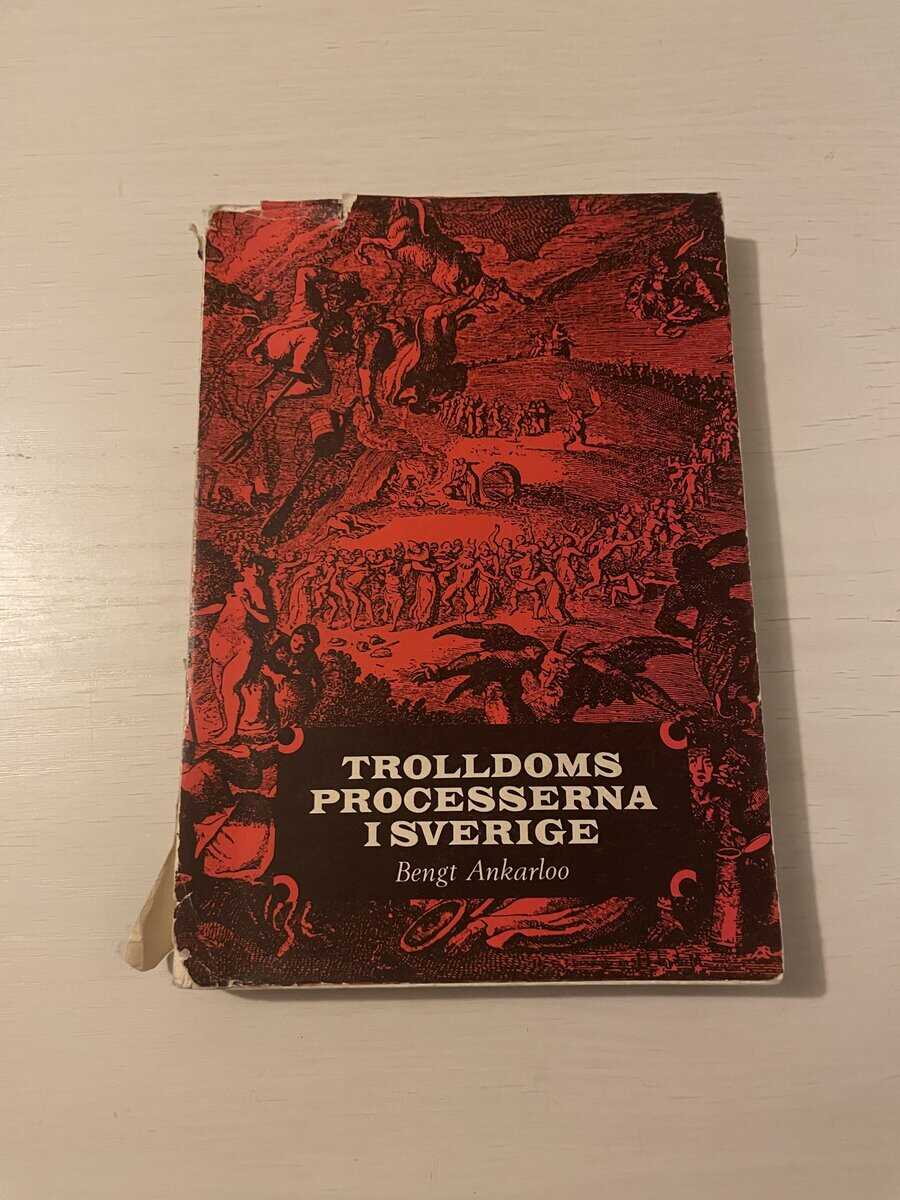 TROLLDOMS
PROCESSERNA
I SVERIGE
Bengt Ankarloo